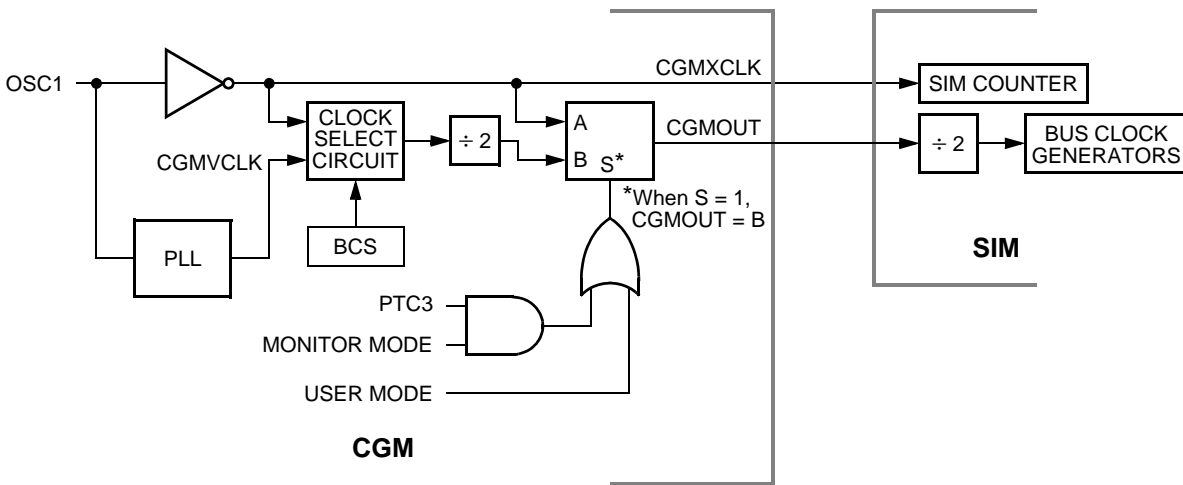 OSC1
CGMXCLK
SIM COUNTER
CLOCK
SELECT
CIRCUIT
÷ 2
A
B
S*
CGMOUT
÷ 2
BUS CLOCK
GENERATORS
CGMVCLK
*When S = 1,
CGMOUT = B
PLL
BCS
SIM
PTC3
MONITOR MODE
USER MODE
CGM